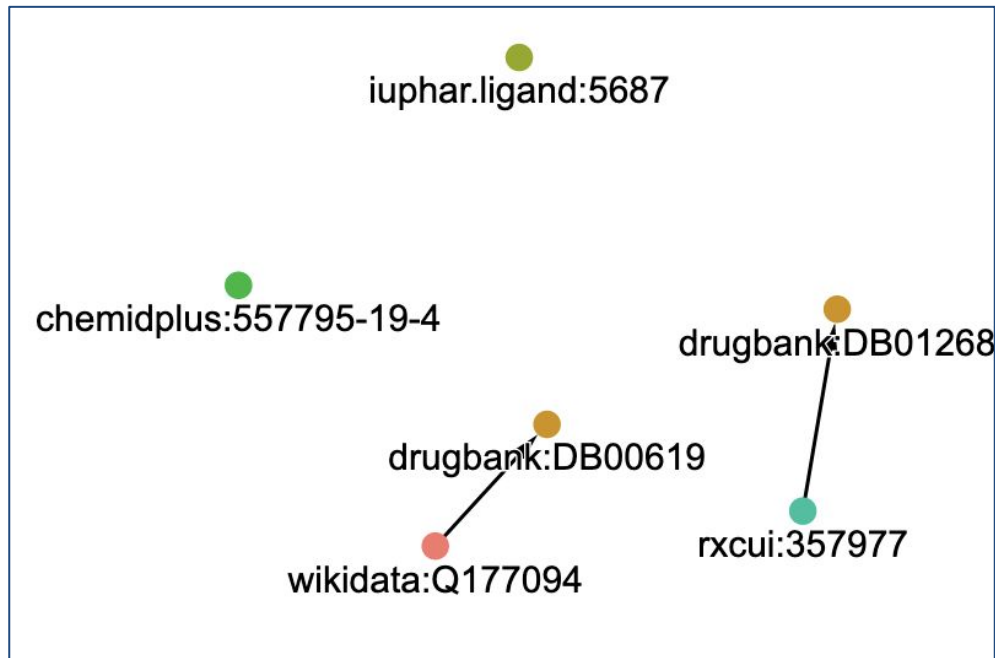 iuphar.ligand:5687
chemidplus:557795-19-4
drugbank:DB01268
drugbank:DB00619
rxcui:357977
wikidata:Q177094